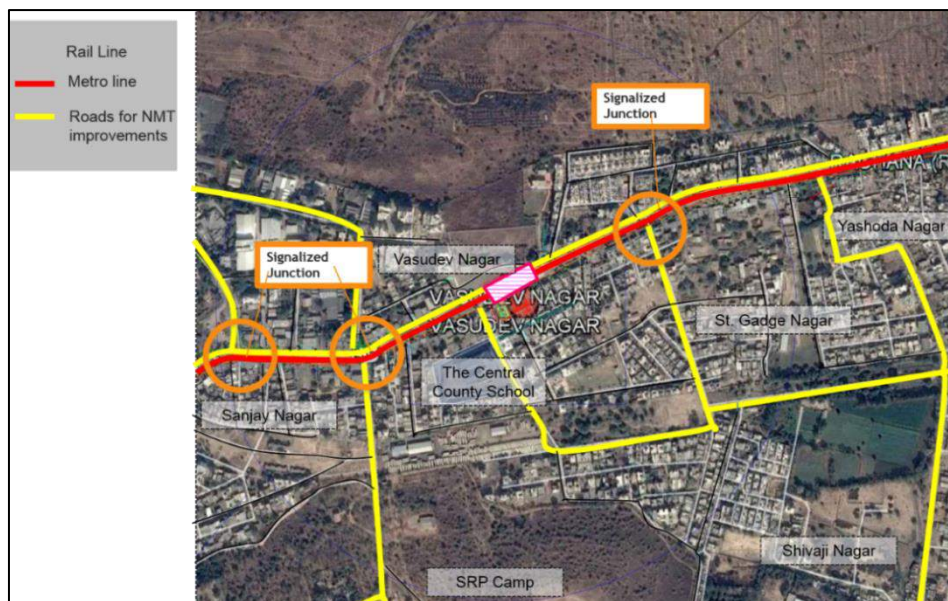 Rail Line
Metro line
Roads for NMT
improvements
Signalized
Junction
Yashoda Nagar
Signalized
Junction
Vasudev Nagar
VASUDEV NAGAR
VASUDEV NAGAR
St. Gadge Nagar
The Central
County School
Sanjay Nagar
Shivaji Nagar
SRP Camp